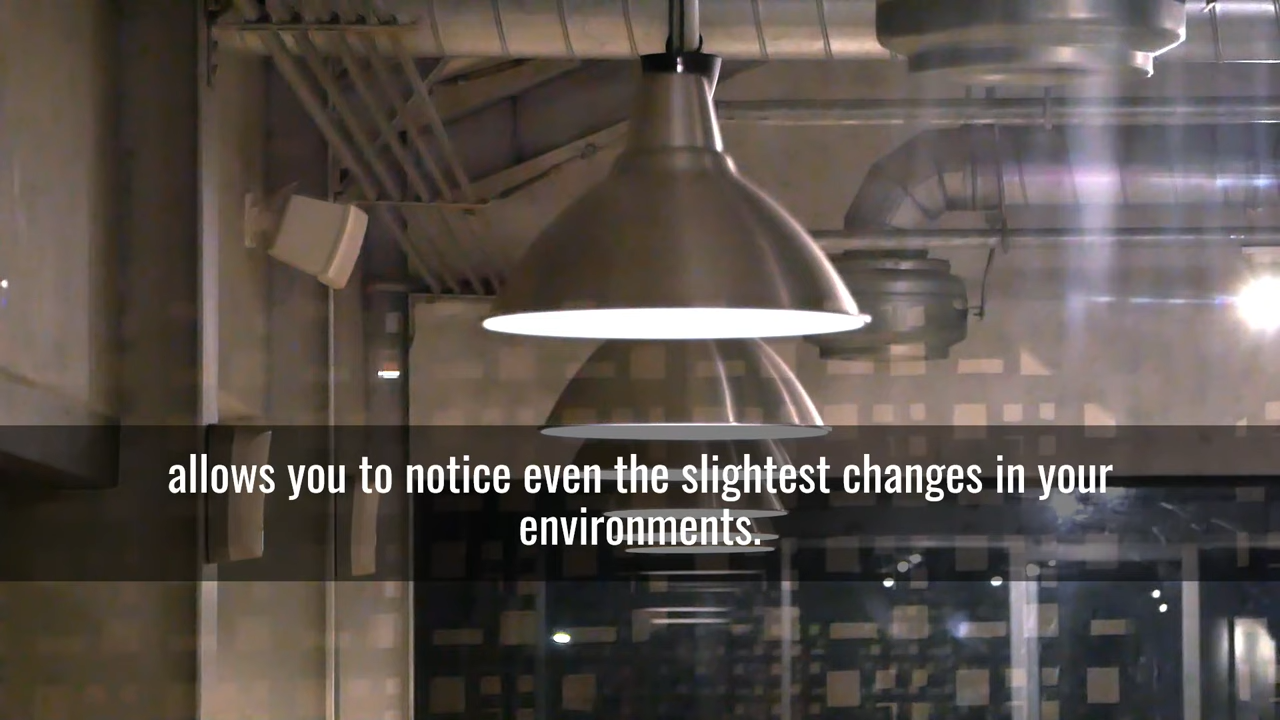 allows you to notice even the slightest changes in your
environments.